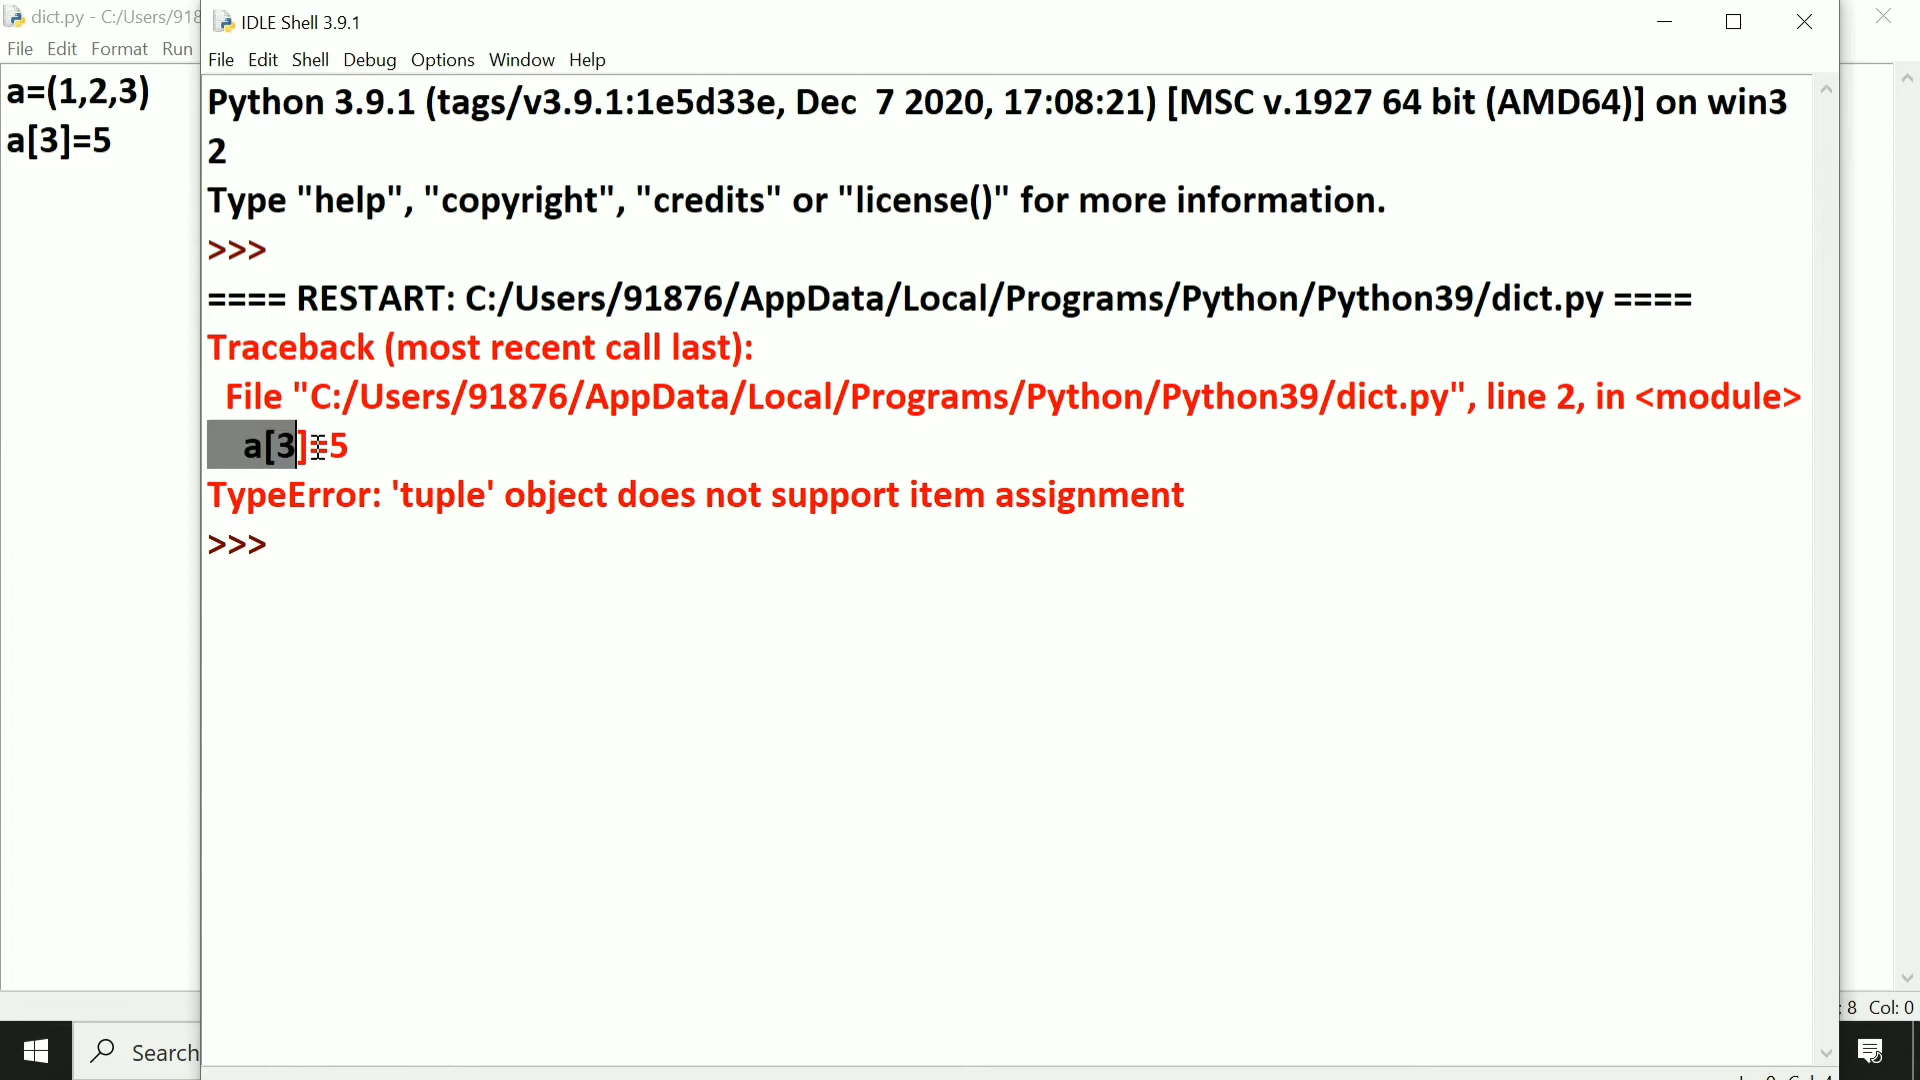 dict.py - C:/Users/918
File Edit Format Run
a=(1,2,3)
a[3]=5
IDLE Shell 3.9.1
File Edit Shell Debug Options Window Help
Python 3.9.1 (tags/v3.9.1:1e5d33e, Dec  7 2020, 17:08:21) [MSC v.1927 64 bit (AMD64)] on win3
2
Type "help", "copyright", "credits" or "license()" for more information.
>>>
==== RESTART: C:/Users/91876/AppData/Local/Programs/Python/Python39/dict.py ====
Traceback (most recent call last):
File "C:/Users/91876/AppData/Local/Programs/Python/Python39/dict.py", line 2, in <module>
a[3]=5
TypeError: 'tuple' object does not support item assignment
>>>
: 8 Col: 0
Search